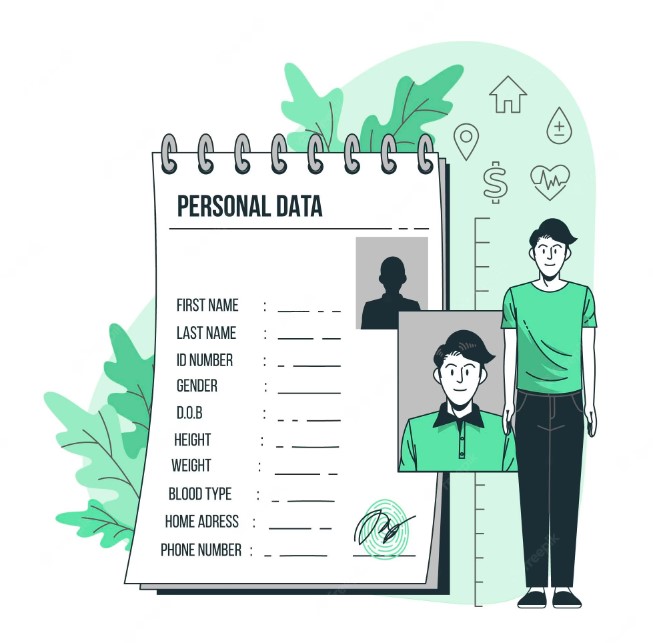 PERSONAL DATA
FIRST NAME :
LAST NAME :
ID NUMBER :
GENDER :
D.O.B :
HEIGHT :
WEIGHT :
BLOOD TYPE :
HOME ADRESS :
PHONE NUMBER :